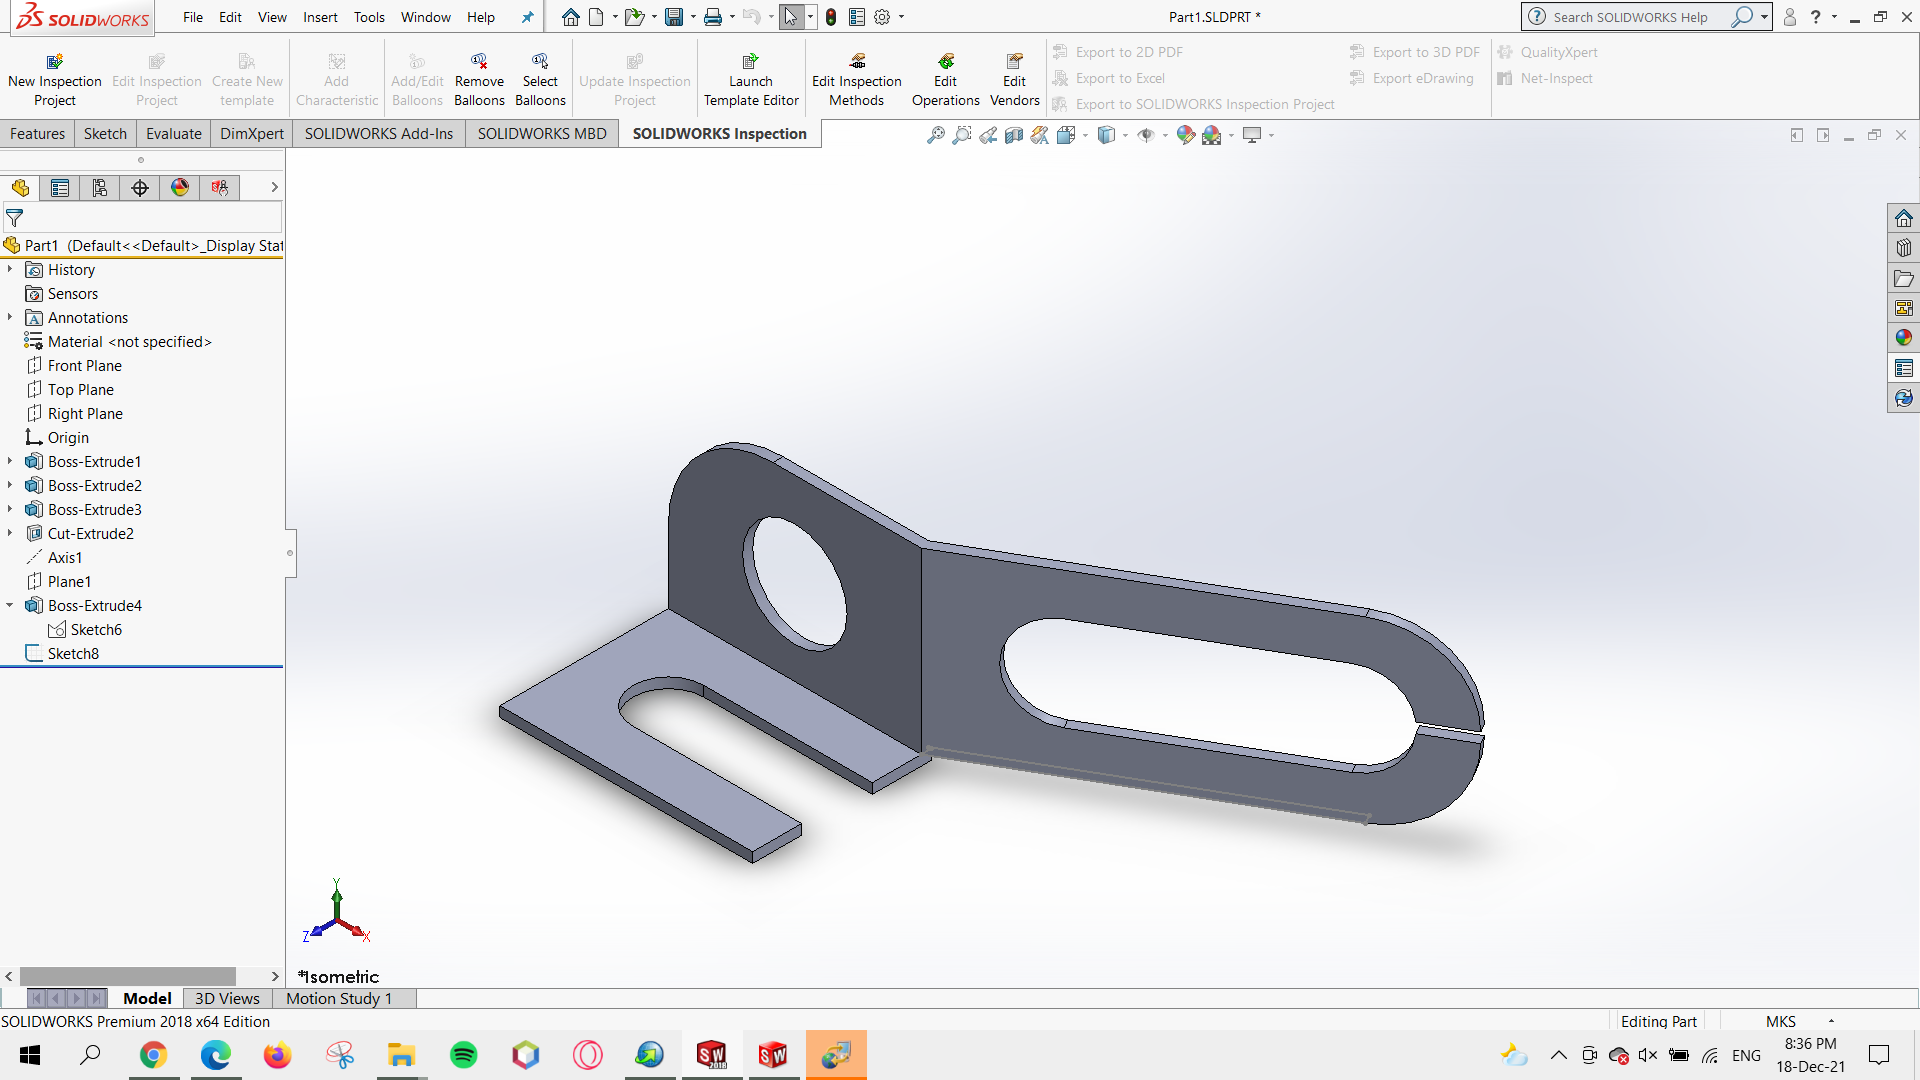 SOLIDWORKS
File Edit View Insert Tools Window Help
Part1.SLDPRT *
Search SOLIDWORKS Help
New Inspection Project
Edit Inspection Project
Create New template
Add Characteristic
Add/Edit Balloons
Remove Balloons
Select Balloons
Update Inspection Project
Launch Template Editor
Edit Inspection Methods
Edit Operations
Edit Vendors
Export to 2D PDF
Export to Excel
Export to SOLIDWORKS Inspection Project
Export to 3D PDF
Export eDrawing
QualityXpert
Net-Inspect
Features Sketch Evaluate DimXpert SOLIDWORKS Add-Ins SOLIDWORKS MBD SOLIDWORKS Inspection
Part1 (Default<<Default>_Display Stat
History
Sensors
Annotations
Material <not specified>
Front Plane
Top Plane
Right Plane
Origin
Boss-Extrude1
Boss-Extrude2
Boss-Extrude3
Cut-Extrude2
Axis1
Plane1
Boss-Extrude4
Sketch6
Sketch8
Y
Z
X
*Isometric
Model 3D Views Motion Study 1
SOLIDWORKS Premium 2018 x64 Edition
Editing Part
MKS
ENG
8:36 PM
18-Dec-21